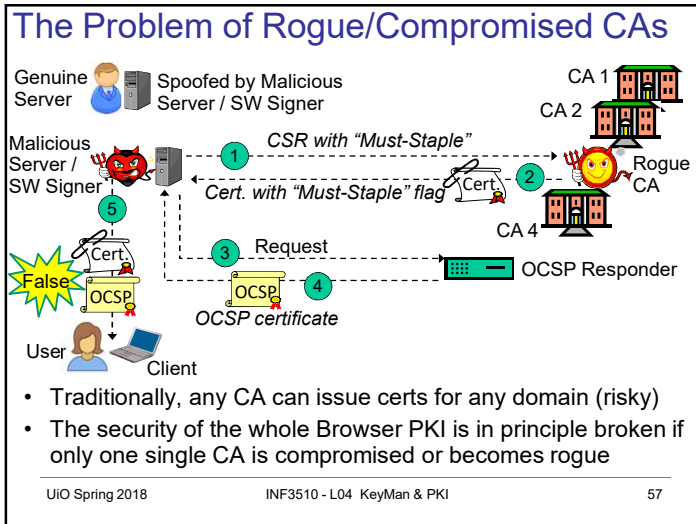 The Problem of Rogue/Compromised CAs
Genuine
Server
Spoofed by Malicious
Server / SW Signer
CA 1
CA 2
Malicious
Server /
SW Signer
1
CSR with “Must-Staple”
Rogue
CA
Cert. with “Must-Staple” flag
Cert.
2
CA 4
5
3
Request
Cert.
False
OCSP
OCSP
4
OCSP Responder
OCSP certificate
User
Client
• Traditionally, any CA can issue certs for any domain (risky)
• The security of the whole Browser PKI is in principle broken if
only one single CA is compromised or becomes rogue
UiO Spring 2018
INF3510 - L04 KeyMan & PKI
57